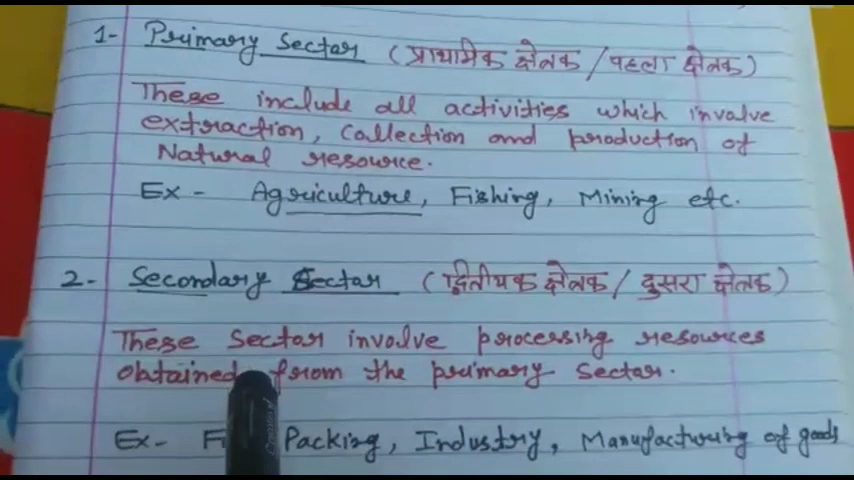 1- Primary Sector (प्राथमिक क्षेत्रक / पहला क्षेत्रक)
These include all activities which involve
extraction, Collection and production of
Natural resource.
Ex - Agriculture, Fishing, Mining etc.
2- Secondary Sector (द्वितीयक क्षेत्रक / दुसरा क्षेत्रक)
These Sector involve processing resources
obtained from the primary Sector.
Ex- Packing, Industry, Manufacturing of goods